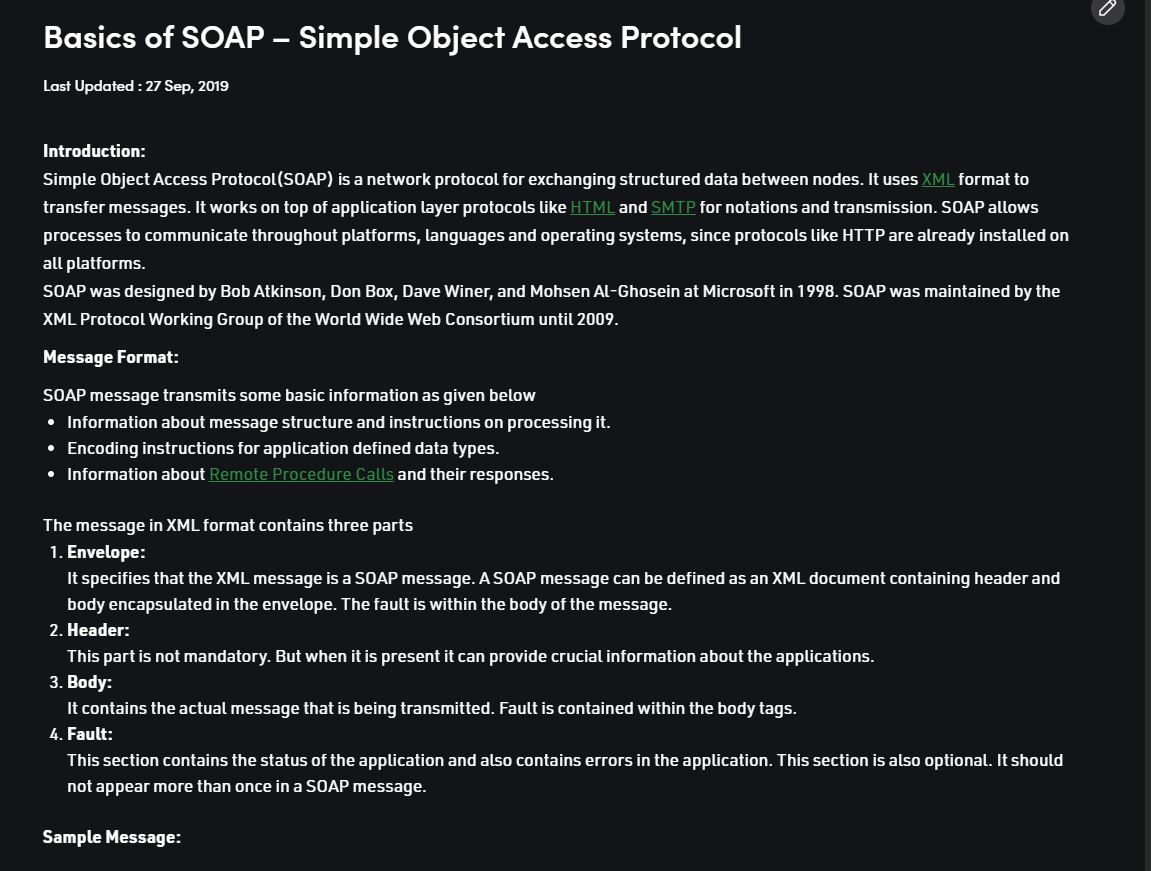 Basics of SOAP – Simple Object Access Protocol
Last Updated : 27 Sep, 2019
Introduction:
Simple Object Access Protocol(SOAP) is a network protocol for exchanging structured data between nodes. It uses XML format to
transfer messages. It works on top of application layer protocols like HTML and SMTP for notations and transmission. SOAP allows
processes to communicate throughout platforms, languages and operating systems, since protocols like HTTP are already installed on
all platforms.
SOAP was designed by Bob Atkinson, Don Box, Dave Winer, and Mohsen Al-Ghosein at Microsoft in 1998. SOAP was maintained by the
XML Protocol Working Group of the World Wide Web Consortium until 2009.
Message Format:
SOAP message transmits some basic information as given below
• Information about message structure and instructions on processing it.
• Encoding instructions for application defined data types.
• Information about Remote Procedure Calls and their responses.
The message in XML format contains three parts
1. Envelope:
It specifies that the XML message is a SOAP message. A SOAP message can be defined as an XML document containing header and
body encapsulated in the envelope. The fault is within the body of the message.
2. Header:
This part is not mandatory. But when it is present it can provide crucial information about the applications.
3. Body:
It contains the actual message that is being transmitted. Fault is contained within the body tags.
4. Fault:
This section contains the status of the application and also contains errors in the application. This section is also optional. It should
not appear more than once in a SOAP message.
Sample Message: